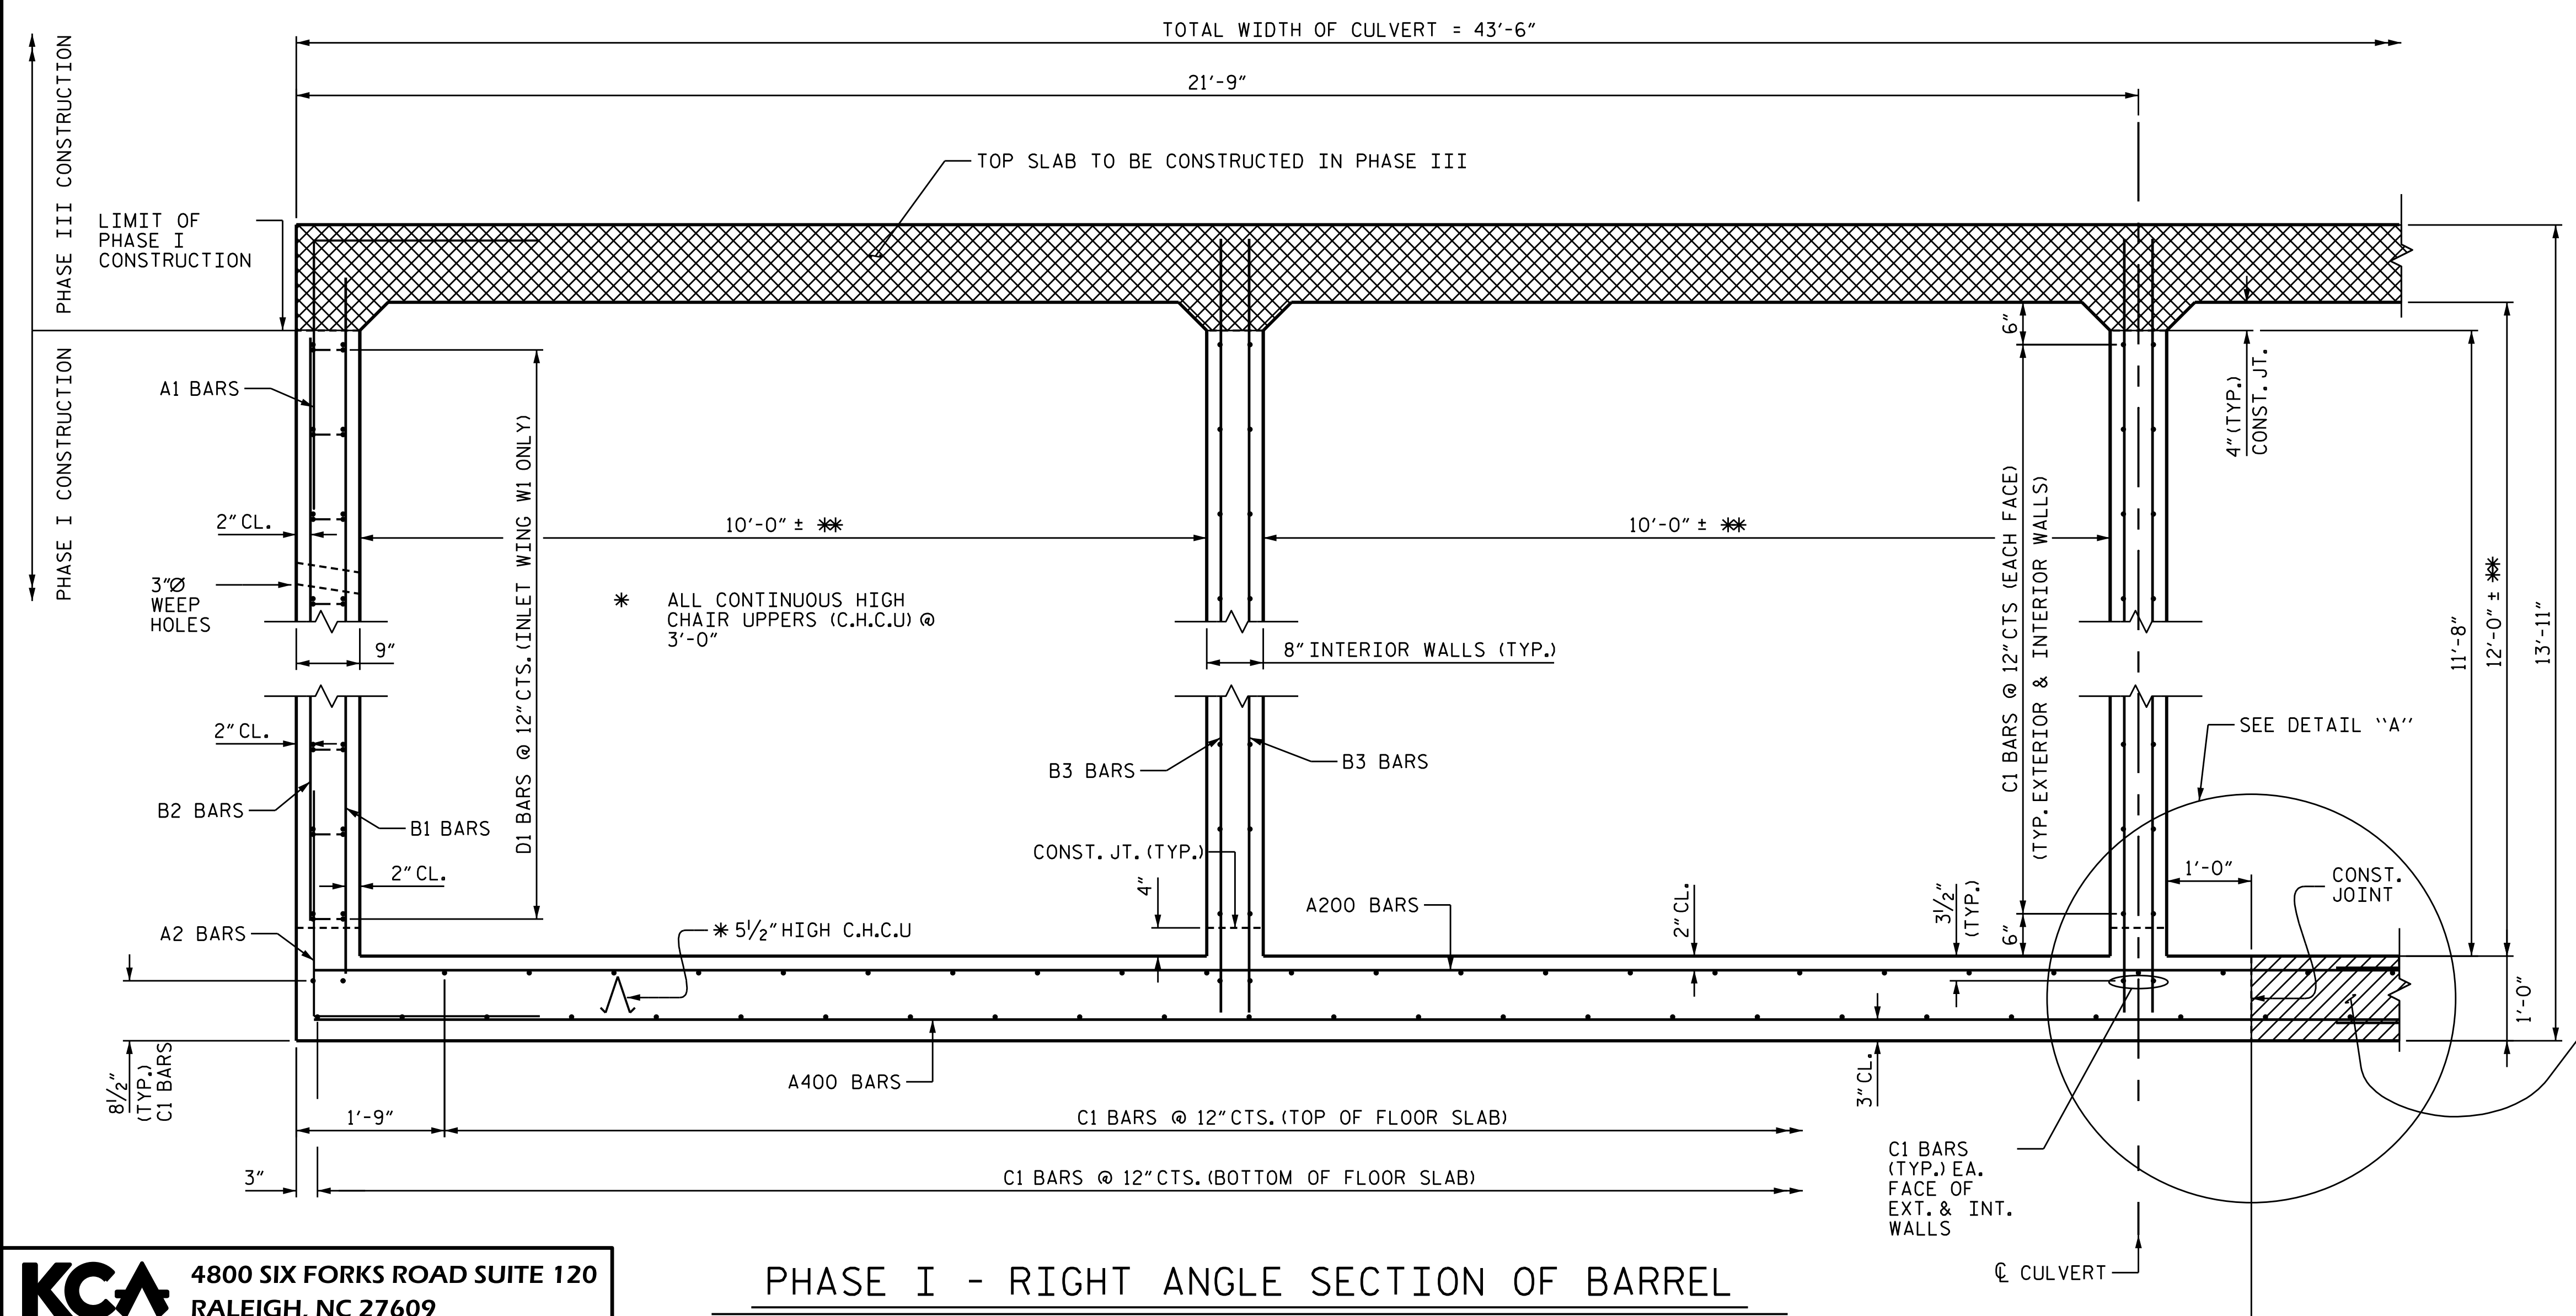 TOTAL WIDTH OF CULVERT = 43'-6"
21'-9"
PHASE III CONSTRUCTION
PHASE I CONSTRUCTION
TOP SLAB TO BE CONSTRUCTED IN PHASE III
LIMIT OF
PHASE I
CONSTRUCTION
A1 BARS
2" CL.
3"Ø
WEEP
HOLES
9"
2" CL.
B2 BARS
B1 BARS
2" CL.
A2 BARS
8½"
(TYP.)
C1 BARS
D1 BARS @ 12" CTS. (INLET WING W1 ONLY)
10'-0" ± **
* ALL CONTINUOUS HIGH
CHAIR UPPERS (C.H.C.U) @
3'-0"
* 5½" HIGH C.H.C.U
8" INTERIOR WALLS (TYP.)
B3 BARS
B3 BARS
CONST. JT. (TYP.)
4"
10'-0" ± **
A200 BARS
2" CL.
3½"
(TYP.)
6"
6"
C1 BARS @ 12" CTS (EACH FACE)
(TYP. EXTERIOR & INTERIOR WALLS)
4" (TYP.)
CONST. JT.
11'-8"
12'-0" ± **
13'-11"
SEE DETAIL "A"
1'-0"
CONST.
JOINT
1'-0"
A400 BARS
3" CL.
1'-9"
C1 BARS @ 12" CTS. (TOP OF FLOOR SLAB)
3"
C1 BARS @ 12" CTS. (BOTTOM OF FLOOR SLAB)
C1 BARS
(TYP.) EA.
FACE OF
EXT. & INT.
WALLS
℄ CULVERT
PHASE I - RIGHT ANGLE SECTION OF BARREL
KCA
4800 SIX FORKS ROAD SUITE 120
RALEIGH, NC 27609